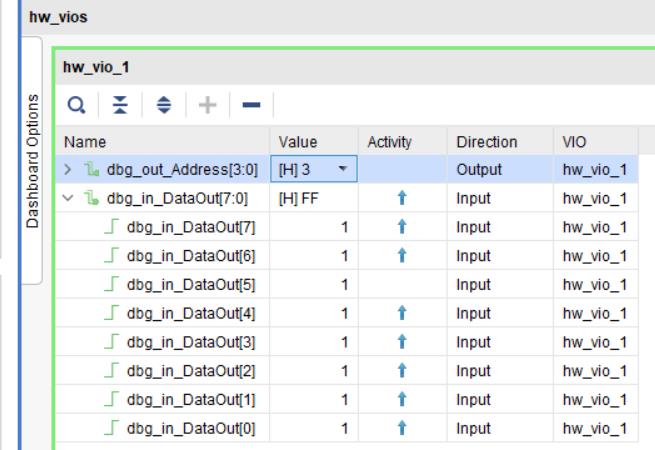 hw_vios
Dashboard Options
hw_vio_1
Name Value Activity Direction VIO
dbg_out_Address[3:0] [H] 3 Output hw_vio_1
dbg_in_DataOut[7:0] [H] FF Input hw_vio_1
dbg_in_DataOut[7] 1 Input hw_vio_1
dbg_in_DataOut[6] 1 Input hw_vio_1
dbg_in_DataOut[5] 1 Input hw_vio_1
dbg_in_DataOut[4] 1 Input hw_vio_1
dbg_in_DataOut[3] 1 Input hw_vio_1
dbg_in_DataOut[2] 1 Input hw_vio_1
dbg_in_DataOut[1] 1 Input hw_vio_1
dbg_in_DataOut[0] 1 Input hw_vio_1